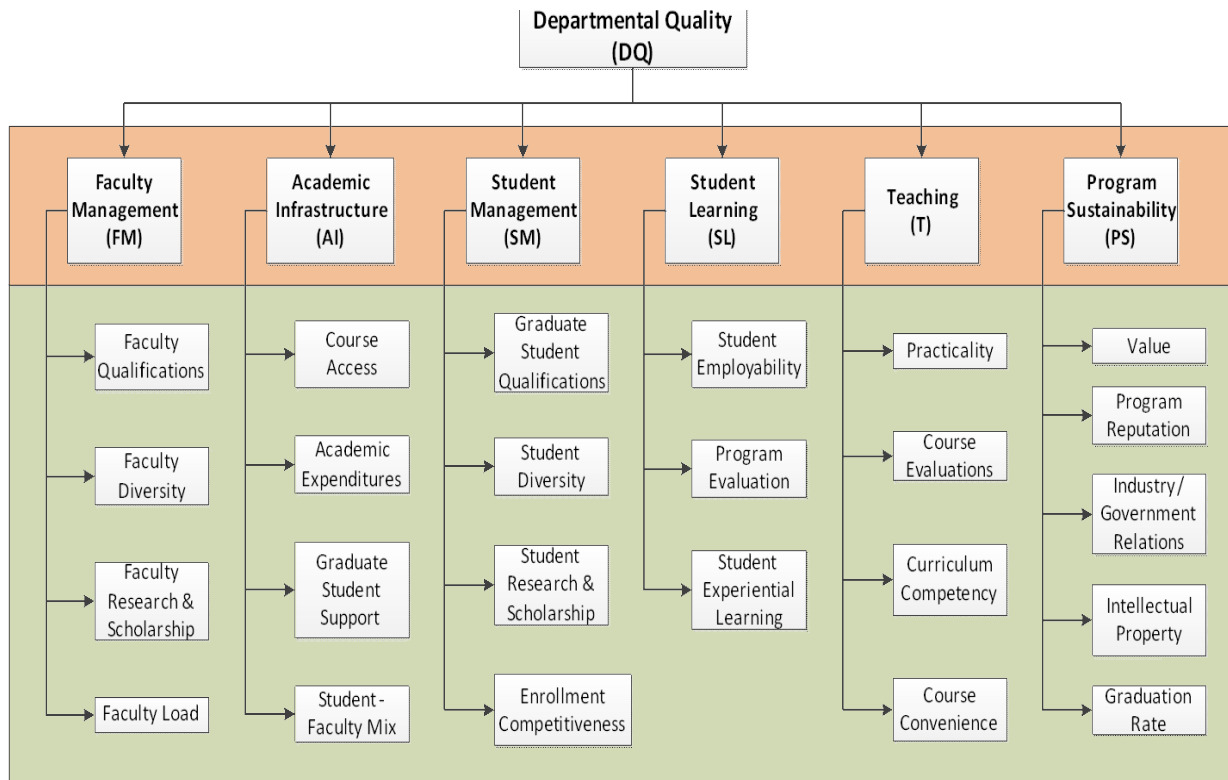 Departmental Quality
(DQ)
Faculty
Management
(FM)
Academic
Infrastructure
(AI)
Student
Management
(SM)
Student
Learning
(SL)
Teaching
(T)
Program
Sustainability
(PS)
Faculty
Qualifications
Faculty
Diversity
Faculty
Research &
Scholarship
Faculty Load
Course
Access
Academic
Expenditures
Graduate
Student
Support
Student-
Faculty Mix
Graduate
Student
Qualifications
Student
Diversity
Student
Research &
Scholarship
Enrollment
Competitiveness
Student
Employability
Program
Evaluation
Student
Experiential
Learning
Practicality
Course
Evaluations
Curriculum
Competency
Course
Convenience
Value
Program
Reputation
Industry/
Government
Relations
Intellectual
Property
Graduation
Rate